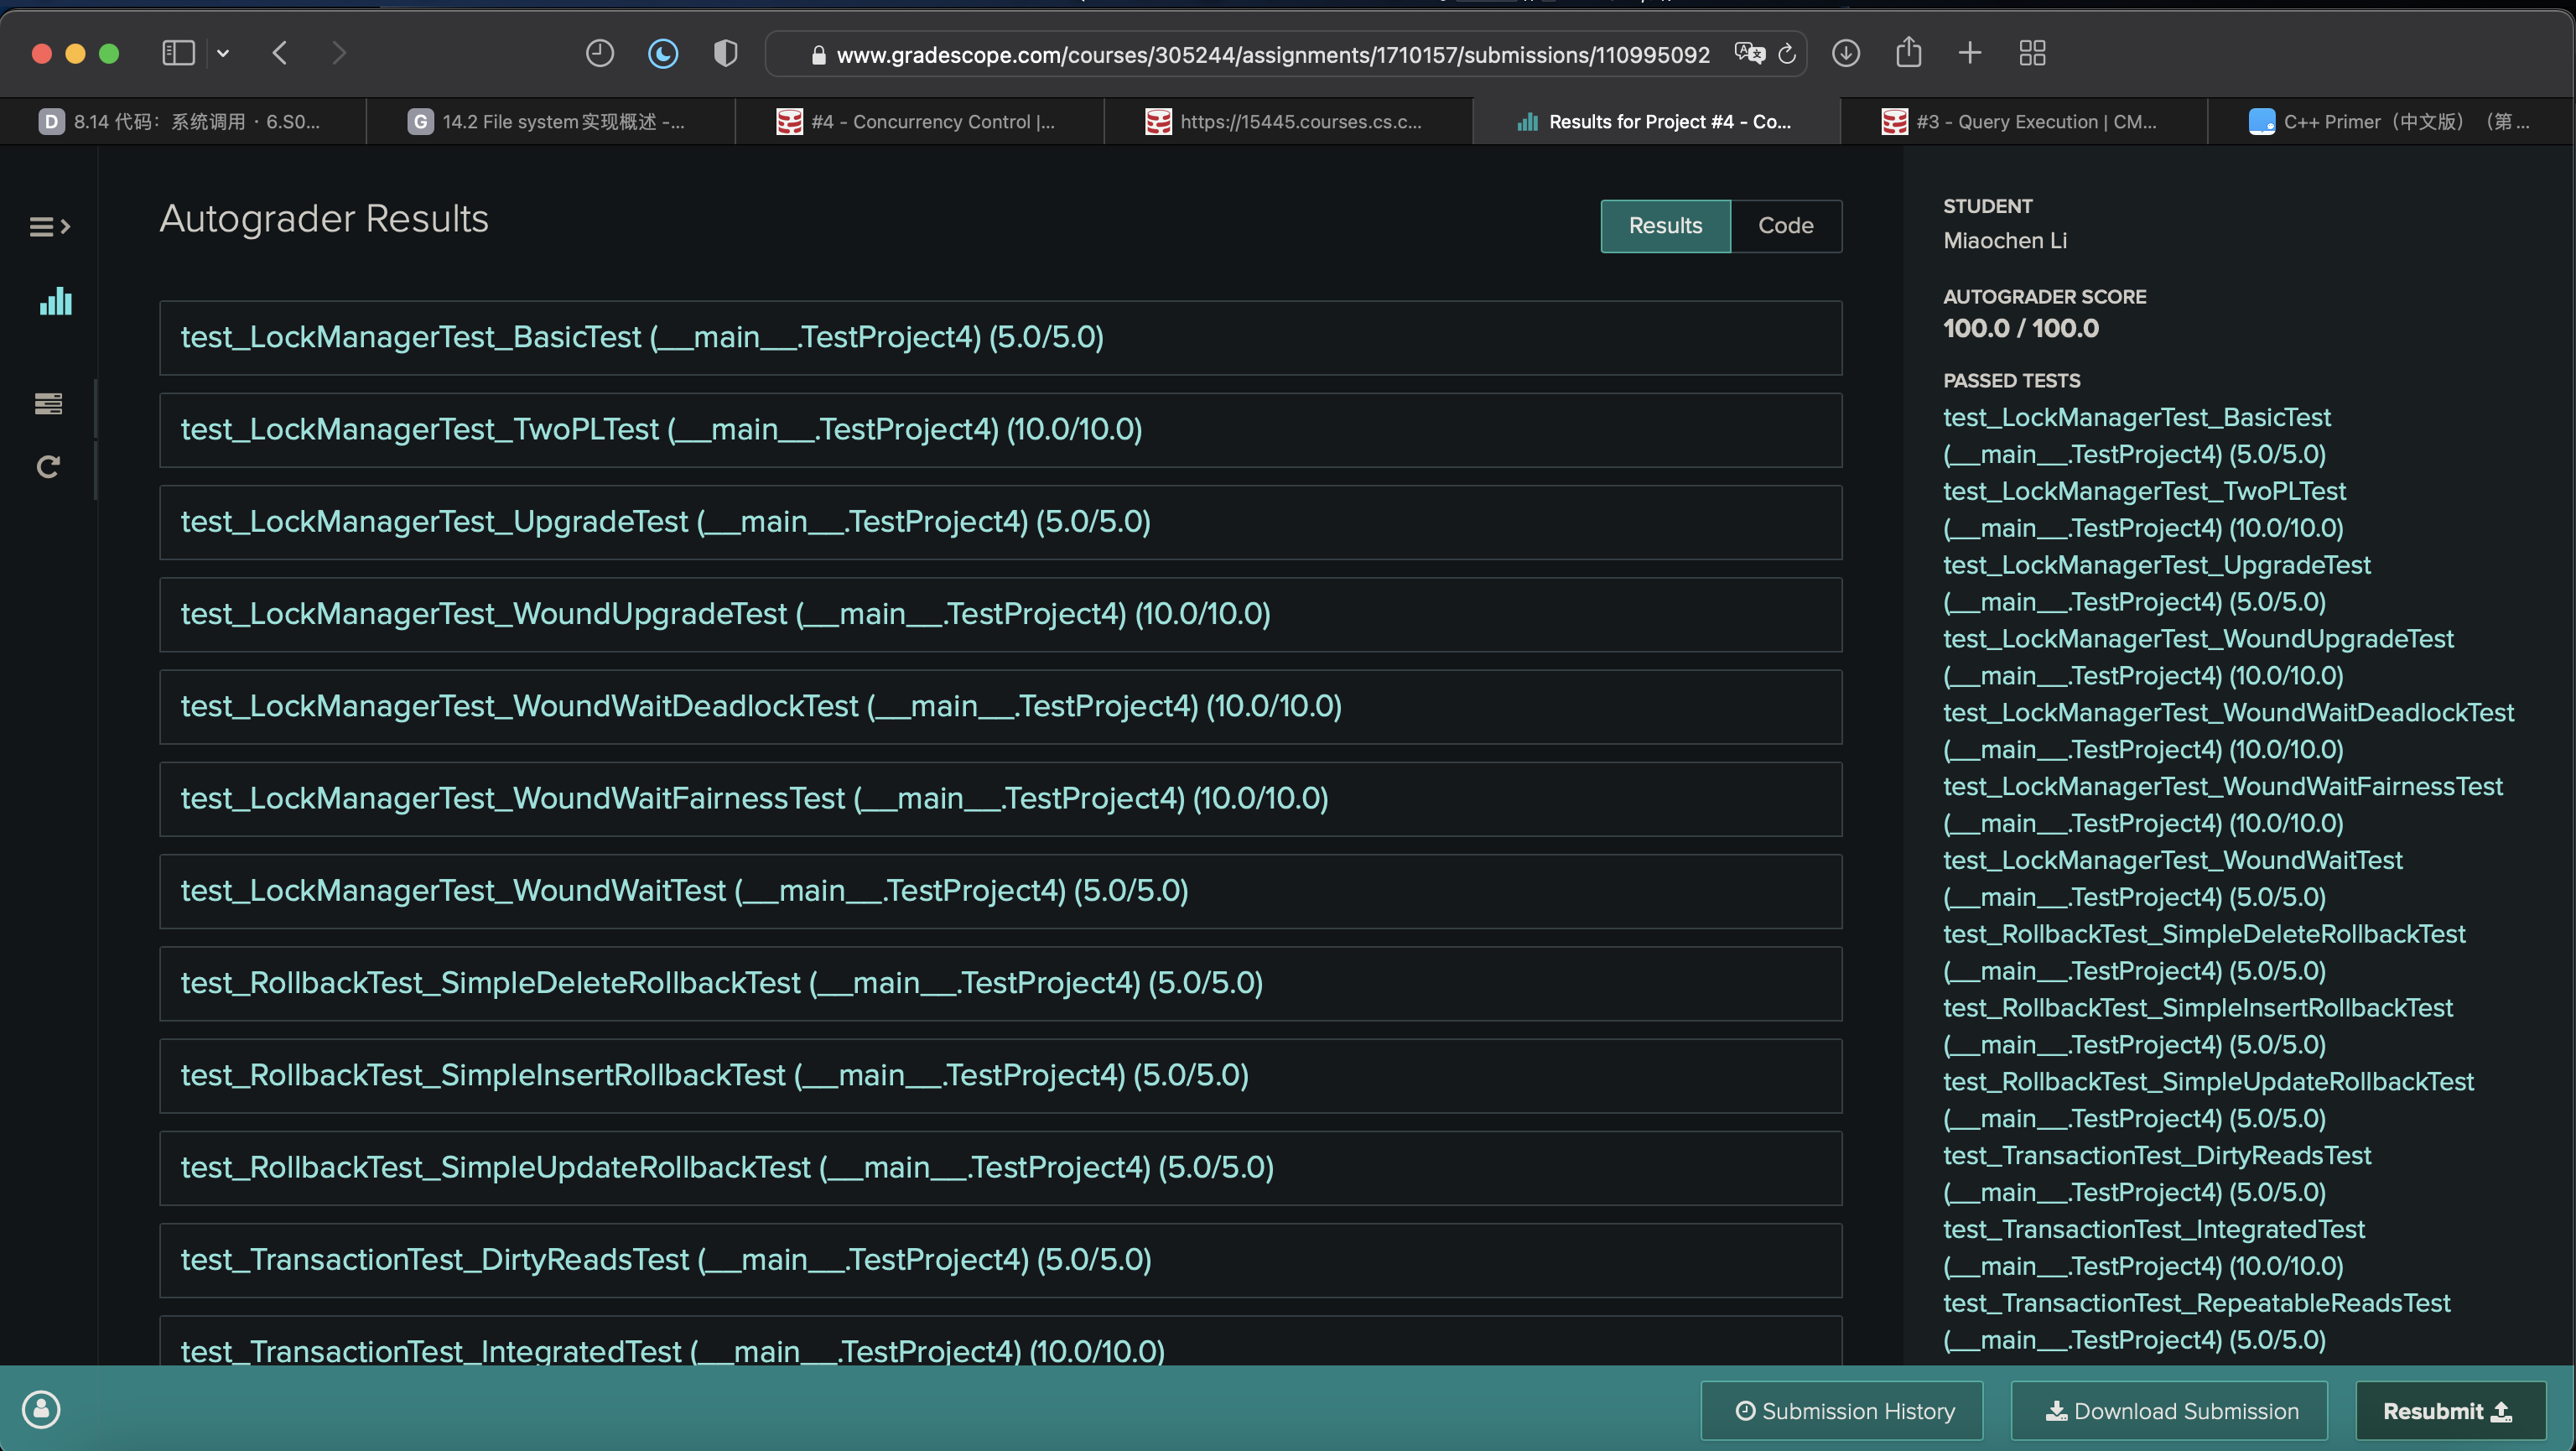 www.gradescope.com/courses/305244/assignments/1710157/submissions/110995092
D 8.14 代码：系统调用 · 6.S0...
G 14.2 File system实现概述 -...
#4 - Concurrency Control |...
https://15445.courses.cs.c...
Results for Project #4 - Co...
#3 - Query Execution | CM...
C++ Primer（中文版）（第...
Autograder Results
Results
Code
test_LockManagerTest_BasicTest (__main__.TestProject4) (5.0/5.0)
test_LockManagerTest_TwoPLTest (__main__.TestProject4) (10.0/10.0)
test_LockManagerTest_UpgradeTest (__main__.TestProject4) (5.0/5.0)
test_LockManagerTest_WoundUpgradeTest (__main__.TestProject4) (10.0/10.0)
test_LockManagerTest_WoundWaitDeadlockTest (__main__.TestProject4) (10.0/10.0)
test_LockManagerTest_WoundWaitFairnessTest (__main__.TestProject4) (10.0/10.0)
test_LockManagerTest_WoundWaitTest (__main__.TestProject4) (5.0/5.0)
test_RollbackTest_SimpleDeleteRollbackTest (__main__.TestProject4) (5.0/5.0)
test_RollbackTest_SimpleInsertRollbackTest (__main__.TestProject4) (5.0/5.0)
test_RollbackTest_SimpleUpdateRollbackTest (__main__.TestProject4) (5.0/5.0)
test_TransactionTest_DirtyReadsTest (__main__.TestProject4) (5.0/5.0)
test_TransactionTest_IntegratedTest (__main__.TestProject4) (10.0/10.0)
STUDENT
Miaochen Li
AUTOGRADER SCORE
100.0 / 100.0
PASSED TESTS
test_LockManagerTest_BasicTest
(__main__.TestProject4) (5.0/5.0)
test_LockManagerTest_TwoPLTest
(__main__.TestProject4) (10.0/10.0)
test_LockManagerTest_UpgradeTest
(__main__.TestProject4) (5.0/5.0)
test_LockManagerTest_WoundUpgradeTest
(__main__.TestProject4) (10.0/10.0)
test_LockManagerTest_WoundWaitDeadlockTest
(__main__.TestProject4) (10.0/10.0)
test_LockManagerTest_WoundWaitFairnessTest
(__main__.TestProject4) (10.0/10.0)
test_LockManagerTest_WoundWaitTest
(__main__.TestProject4) (5.0/5.0)
test_RollbackTest_SimpleDeleteRollbackTest
(__main__.TestProject4) (5.0/5.0)
test_RollbackTest_SimpleInsertRollbackTest
(__main__.TestProject4) (5.0/5.0)
test_RollbackTest_SimpleUpdateRollbackTest
(__main__.TestProject4) (5.0/5.0)
test_TransactionTest_DirtyReadsTest
(__main__.TestProject4) (5.0/5.0)
test_TransactionTest_IntegratedTest
(__main__.TestProject4) (10.0/10.0)
test_TransactionTest_RepeatableReadsTest
(__main__.TestProject4) (5.0/5.0)
Submission History
Download Submission
Resubmit